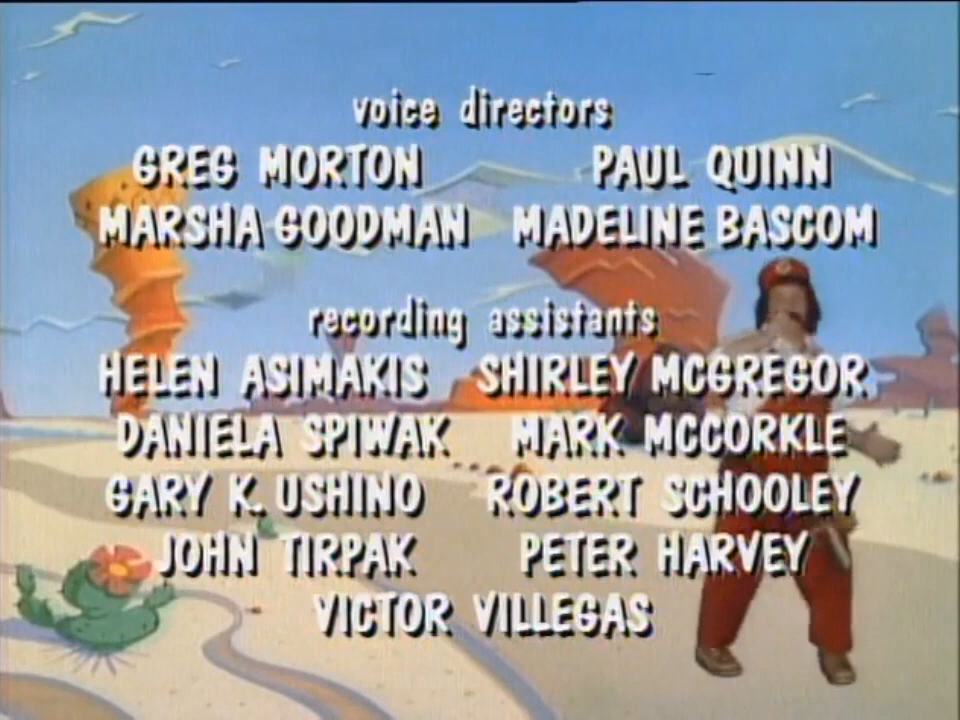 voice directors
GREG MORTON PAUL QUINN
MARSHA GOODMAN MADELINE BASCOM
recording assistants
HELEN ASIMAKIS SHIRLEY MCGREGOR
DANIELA SPIWAK MARK MCCORKLE
GARY K. USHINO ROBERT SCHOOLEY
JOHN TIRPAK PETER HARVEY
VICTOR VILLEGAS